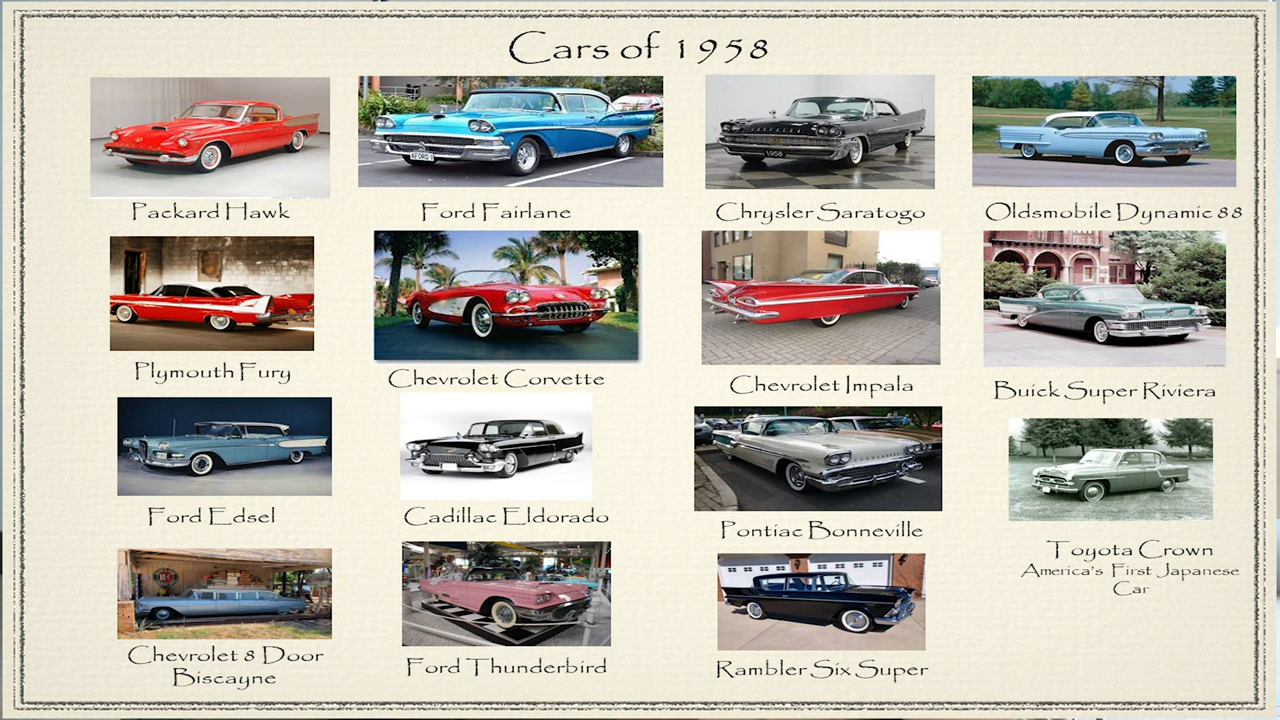 Cars of 1958
Packard Hawk
Ford Fairlane
Chrysler Saratogo
Oldsmobile Dynamic 88
Plymouth Fury
Chevrolet Corvette
Chevrolet Impala
Buick Super Riviera
Ford Edsel
Cadillac Eldorado
Pontiac Bonneville
Toyota Crown
America's First Japanese
Car
Chevrolet 8 Door
Biscayne
Ford Thunderbird
Rambler Six Super
1958